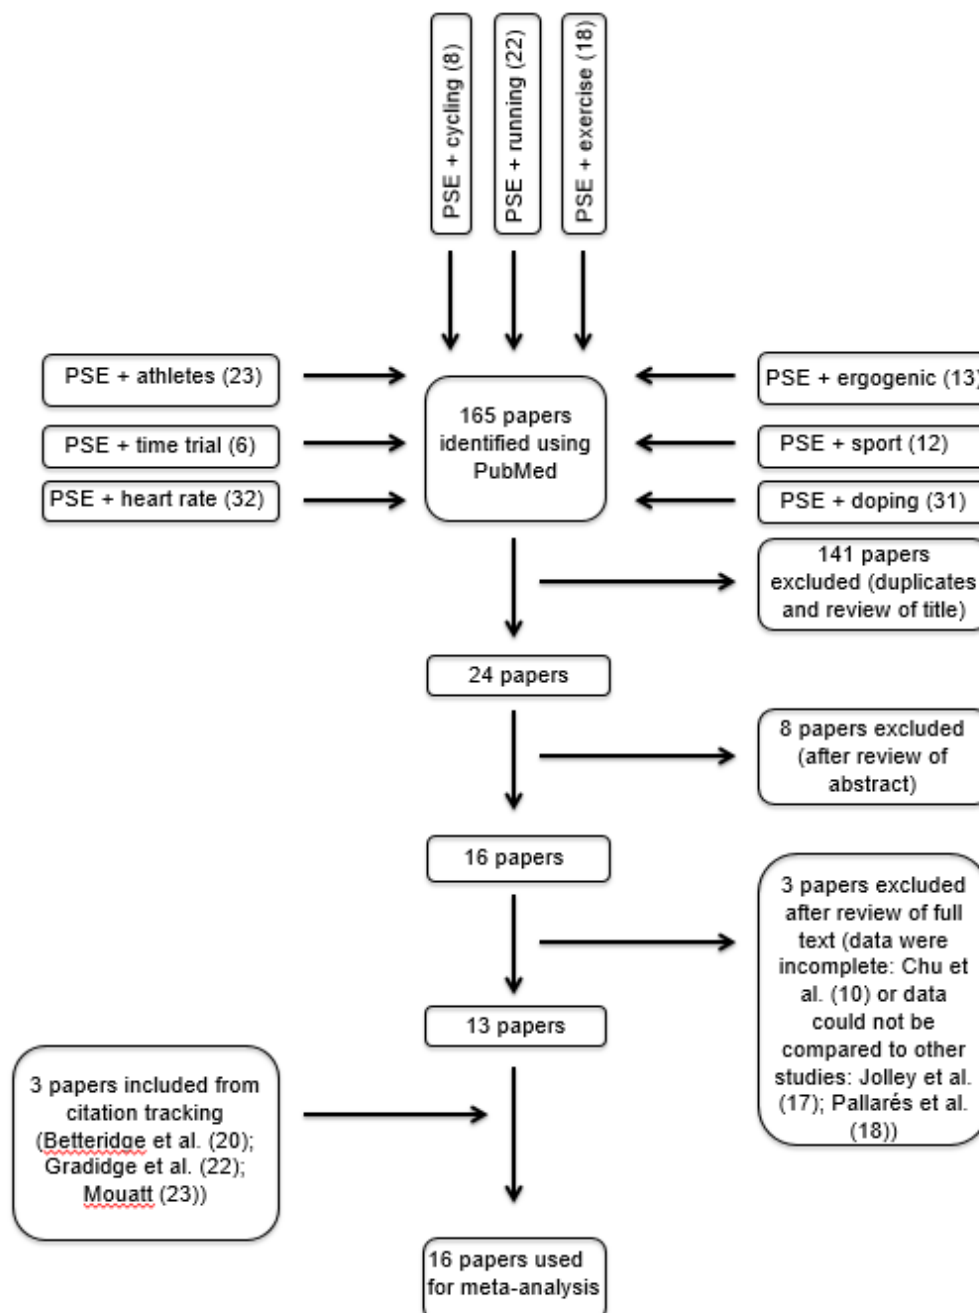 PSE + cycling (8)
PSE + running (22)
PSE + exercise (18)
PSE + athletes (23)
PSE + time trial (6)
PSE + heart rate (32)
165 papers
identified using
PubMed
PSE + ergogenic (13)
PSE + sport (12)
PSE + doping (31)
141 papers
excluded (duplicates
and review of title)
24 papers
8 papers excluded
(after review of
abstract)
16 papers
3 papers excluded
after review of full
text (data were
incomplete: Chu et
al. (10) or data
could not be
compared to other
studies: Jolley et al.
(17); Pallarés et al.
(18))
13 papers
3 papers included from
citation tracking
(Betteridge et al. (20);
Gradidge et al. (22);
Mouatt (23))
16 papers used
for meta-analysis